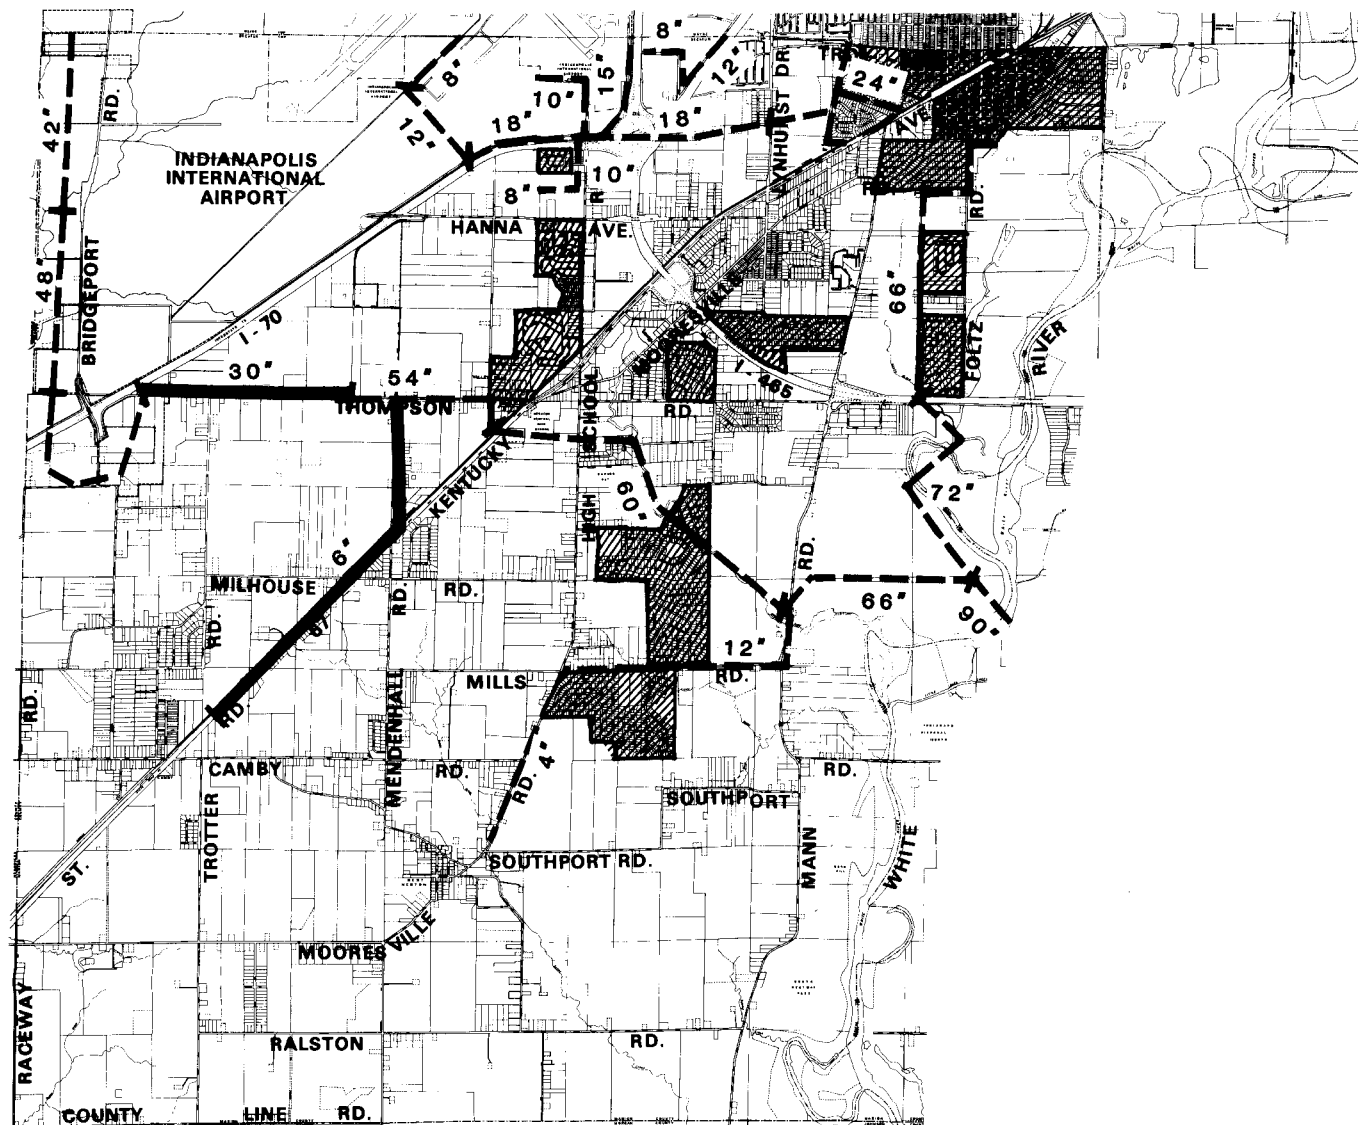 8"
42"
RD.
8"
15"
12"
LYNHURST DR.
TR
24"
10"
AVE
12"
18"
18"
INDIANAPOLIS
INTERNATIONAL
AIRPORT
10"
8"
R
RD.
RD.
HANNA
AVE.
48"
BRIDGEPORT
66"
MOORESVILLE
I - 70
FOLTZ
RIVER
30"
54"
I - 465
THOMPSON
RD
SCHOOL
KENTUCKY
60"
72"
HIGH
6"
RD.
MILHOUSE
RD.
RD.
66"
90"
67
RD.
12"
RD.
MILLS
RD.
RD.
MENDENHALL
4"
CAMBY
RD.
RD.
RD.
SOUTHPORT
TROTTER
MANN
WHITE
SOUTHPORT RD.
ST.
MOORESVILLE
RACEWAY
RALSTON
RD.
COUNTY
LINE
RD.